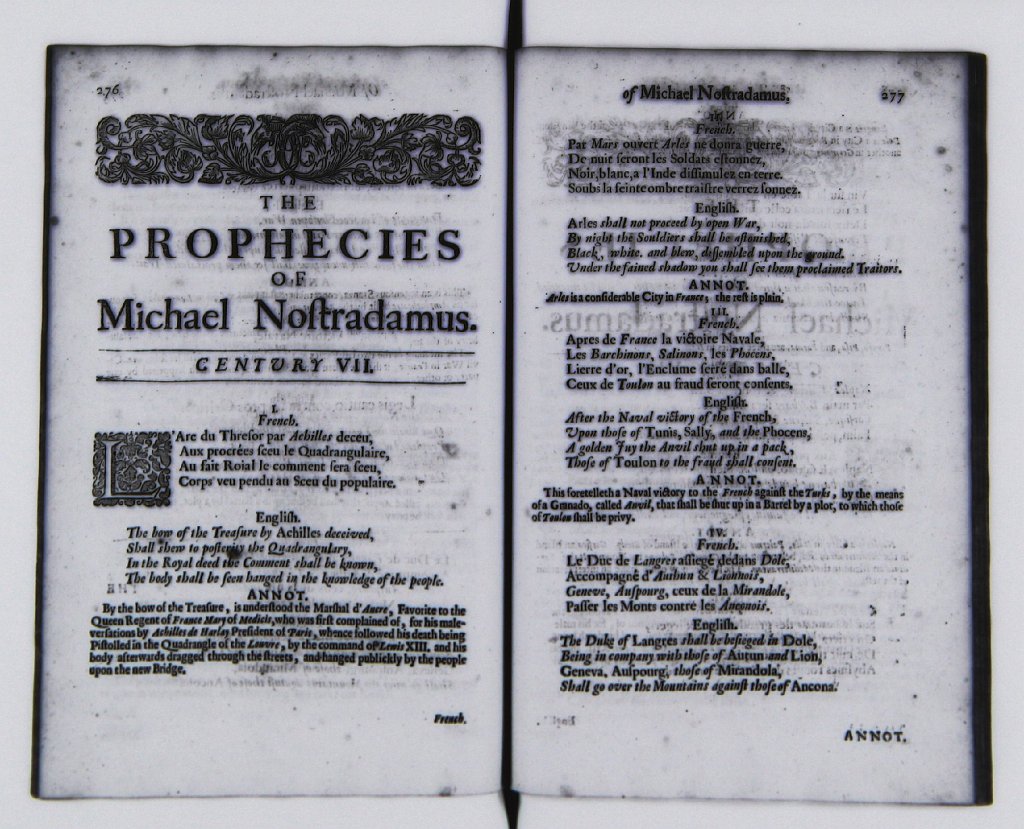 276
THE
PROPHECIES
OF
Michael Noſtradamus.
CENTURY VII.
I.
French.
L'Arc du Threſor par Achilles deceu,
Aux procrées ſceu le Quadrangulaire,
Au fait Roial le comment ſera ſceu,
Corps veu pendu au Sceu du populaire.
Engliſh.
The bow of the Treaſure by Achilles deceived,
Shall ſhew to poſterity the Quadrangulary,
In the Royal deed the Comment ſhall be known,
The body ſhall be ſeen hanged in the knowledge of the people.
ANNOT.
By the bow of the Treaſure, is underſtood the Marſhal d'Ancre, Favorite to the
Queen Regent of France Mary of Medicis, who was firſt complained of, for his male-
verſations by Achilles de Harlay Preſident of Paris, whence followed his death being
Piſtolled in the Quadrangle of the Louvre, by the command of Lewis XIII. and his
body afterwards dragged through the ſtreets, and hanged publickly by the people
upon the new Bridge.
French.
of Michael Noſtradamus.
277
II.
French.
Par Mars ouvert Arles ne donra guerre,
De nuit ſeront les Soldats eſtonnez,
Noir, blanc, a l'Inde diſſimulez en terre.
Soubs la feinte ombre traiſtre verrez ſonnez.
Engliſh.
Arles ſhall not proceed by open War,
By night the Souldiers ſhall be aſtoniſhed,
Black, white, and blew, diſſembled upon the ground.
Under the fained ſhadow you ſhall ſee them proclaimed Traitors.
ANNOT.
Arles is a conſiderable City in France; the reſt is plain.
III.
French.
Apres de France la victoire Navale,
Les Barchinons, Salinons, les Phocens,
Lierre d'or, l'Enclume ſerré dans balle,
Ceux de Toulon au fraud ſeront conſents.
Engliſh.
After the Naval victory of the French,
Upon thoſe of Tunis, Sally, and the Phocens,
A golden Juy the Anvil ſhut up in a pack,
Thoſe of Toulon to the fraud ſhall conſent.
ANNOT.
This foretelleth a Naval victory to the French againſt the Turks, by the means
of a Granado, called Anvil, that ſhall be ſhut up in a Barrel by a plot, to which thoſe
of Toulon ſhall be privy.
IV.
French.
Le Duc de Langres aſſiegé dedans Dole,
Accompagné d'Authun & Lionnois,
Geneve, Auſpourg, ceux de la Mirandole,
Paſſer les Monts contre les Anconois.
Engliſh.
The Duke of Langres ſhall be beſieged in Dole,
Being in company with thoſe of Autun and Lion,
Geneva, Auſpourg, thoſe of Mirandola,
Shall go over the Mountains againſt thoſe of Ancona.
ANNOT.